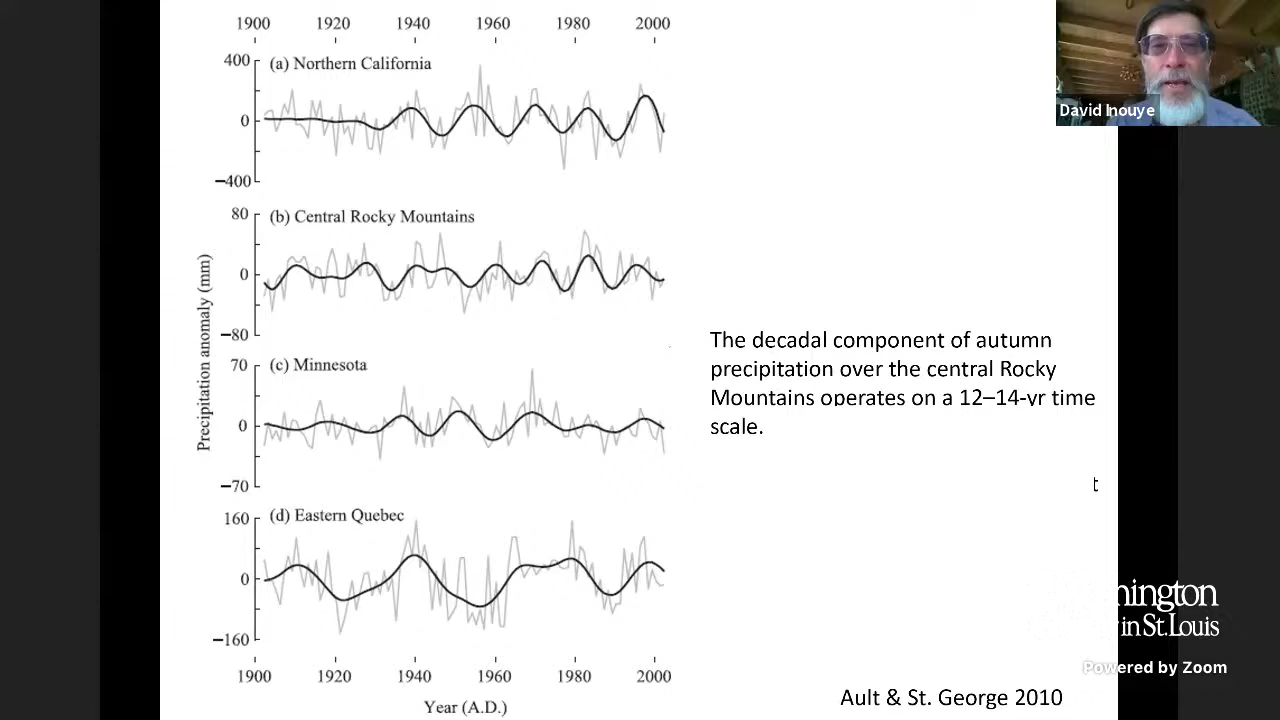 1900 1920 1940 1960 1980 2000
400
(a) Northern California
0
−400
80
(b) Central Rocky Mountains
0
−80
70
(c) Minnesota
0
−70
160
(d) Eastern Quebec
0
−160
1900 1920 1940 1960 1980 2000
Year (A.D.)
Precipitation anomaly (mm)
David Inouye
The decadal component of autumn
precipitation over the central Rocky
Mountains operates on a 12–14-yr time
scale.
t
in St. Louis
Powered by Zoom
Ault & St. George 2010